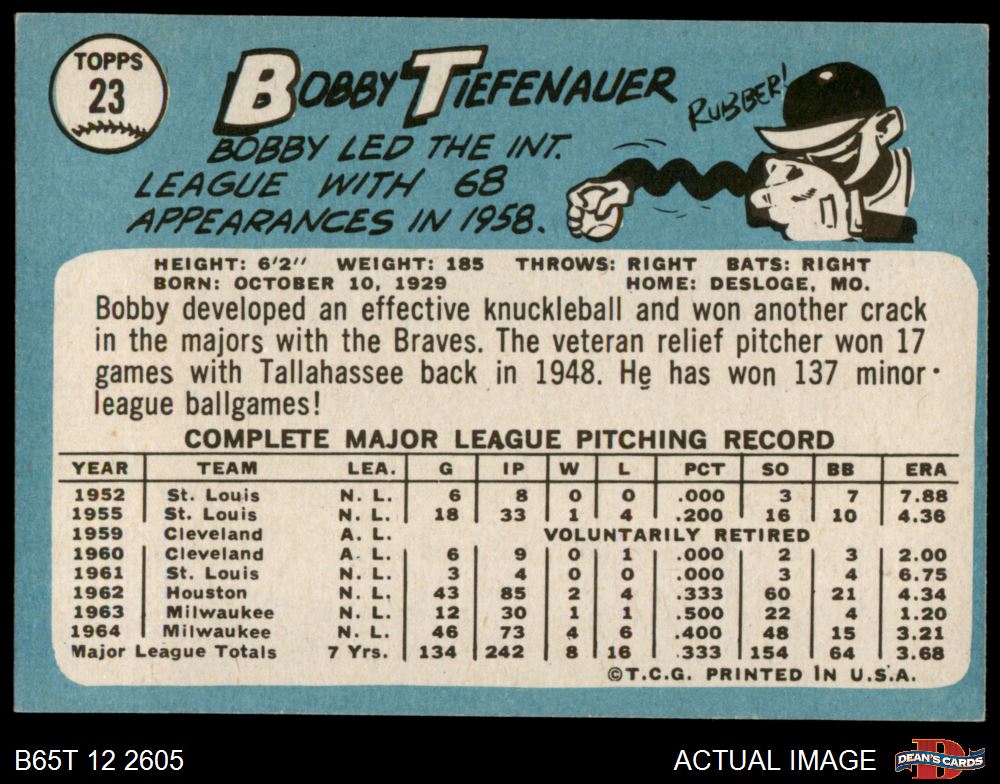 TOPPS
23
BOBBY TIEFENAUER
RUBBER!
BOBBY LED THE INT.
LEAGUE WITH 68
APPEARANCES IN 1958.
HEIGHT: 6'2" WEIGHT: 185 THROWS: RIGHT BATS: RIGHT
BORN: OCTOBER 10, 1929 HOME: DESLOGE, MO.
Bobby developed an effective knuckleball and won another crack
in the majors with the Braves. The veteran relief pitcher won 17
games with Tallahassee back in 1948. He has won 137 minor
league ballgames!
COMPLETE MAJOR LEAGUE PITCHING RECORD
YEAR TEAM LEA. G IP W L PCT SO BB ERA
1952 St. Louis N. L. 6 8 0 0 .000 3 7 7.88
1955 St. Louis N. L. 18 33 1 4 .200 16 10 4.36
1959 Cleveland A. L. VOLUNTARILY RETIRED
1960 Cleveland A. L. 6 9 0 1 .000 2 3 2.00
1961 St. Louis N. L. 3 4 0 0 .000 3 4 6.75
1962 Houston N. L. 43 85 2 4 .333 60 21 4.34
1963 Milwaukee N. L. 12 30 1 1 .500 22 4 1.20
1964 Milwaukee N. L. 46 73 4 6 .400 48 15 3.21
Major League Totals 7 Yrs. 134 242 8 16 .333 154 64 3.68
©T.C.G. PRINTED IN U.S.A.
B65T 12 2605 ACTUAL IMAGE DEAN'S CARDS